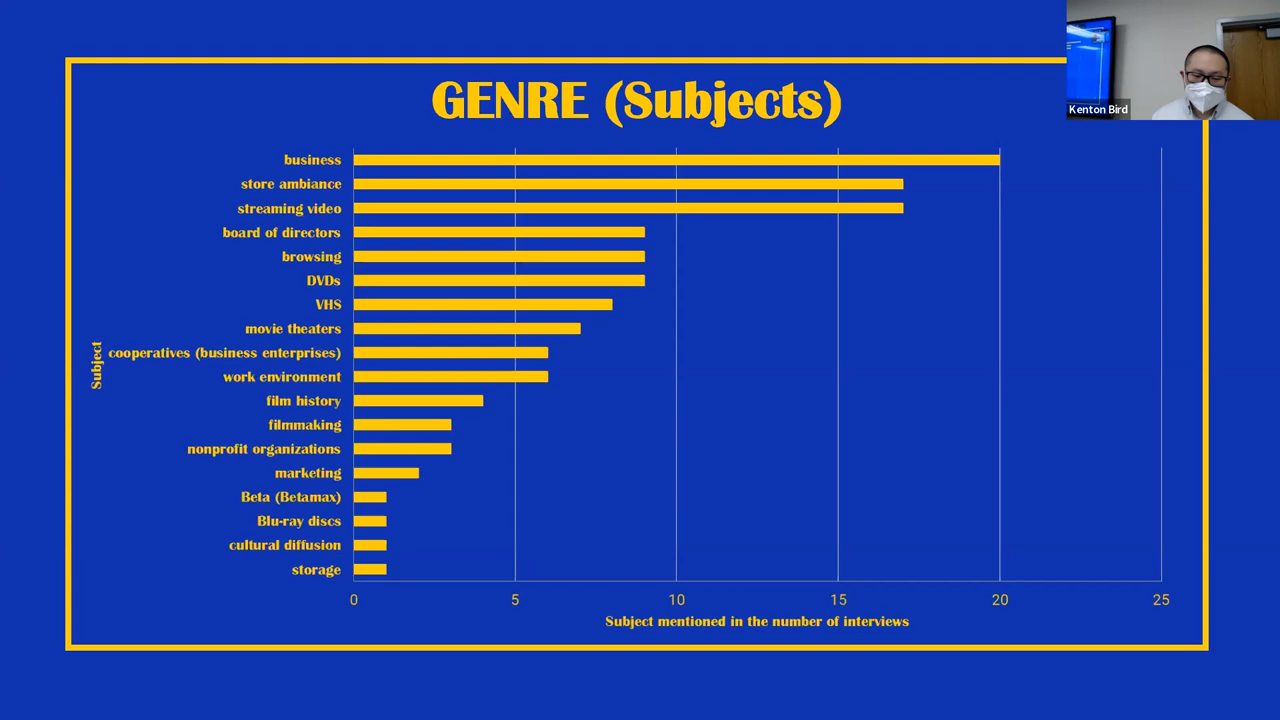 GENRE (Subjects)
Kenton Bird
business
store ambiance
streaming video
board of directors
browsing
DVDs
VHS
movie theaters
cooperatives (business enterprises)
work environment
film history
filmmaking
nonprofit organizations
marketing
Beta (Betamax)
Blu-ray discs
cultural diffusion
storage
Subject
0 5 10 15 20 25
Subject mentioned in the number of interviews